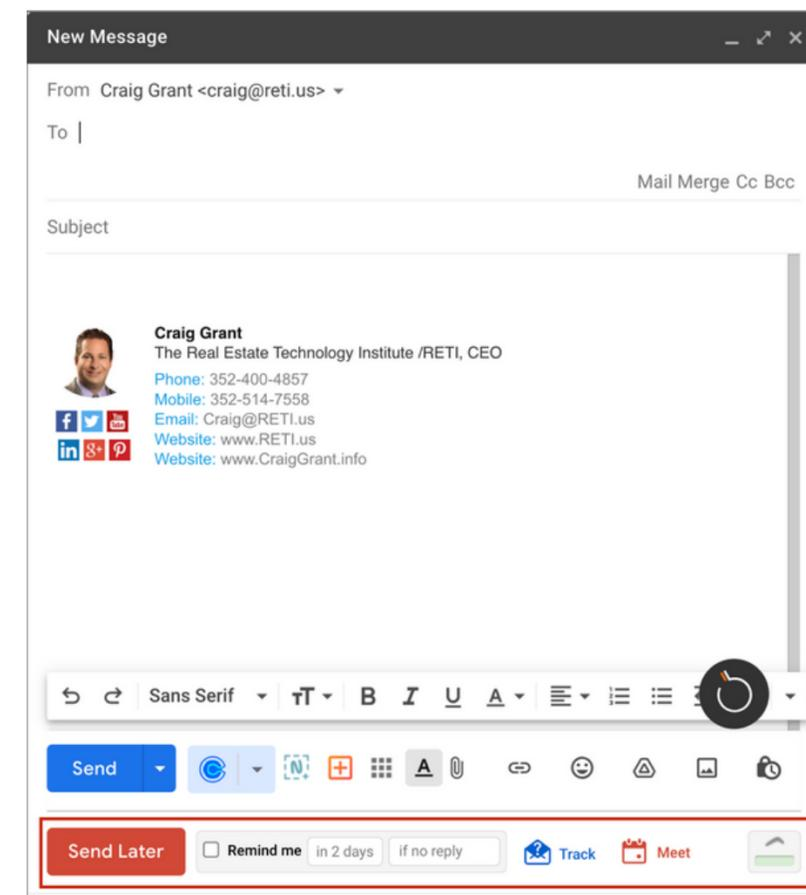 New Message
From Craig Grant <craig@reti.us>
To
Mail Merge Cc Bcc
Subject
Craig Grant
The Real Estate Technology Institute /RETI, CEO
Phone: 352-400-4857
Mobile: 352-514-7558
Email: Craig@RETI.us
Website: www.RETI.us
Website: www.CraigGrant.info
Sans Serif
Send
Send Later Remind me in 2 days if no reply Track Meet